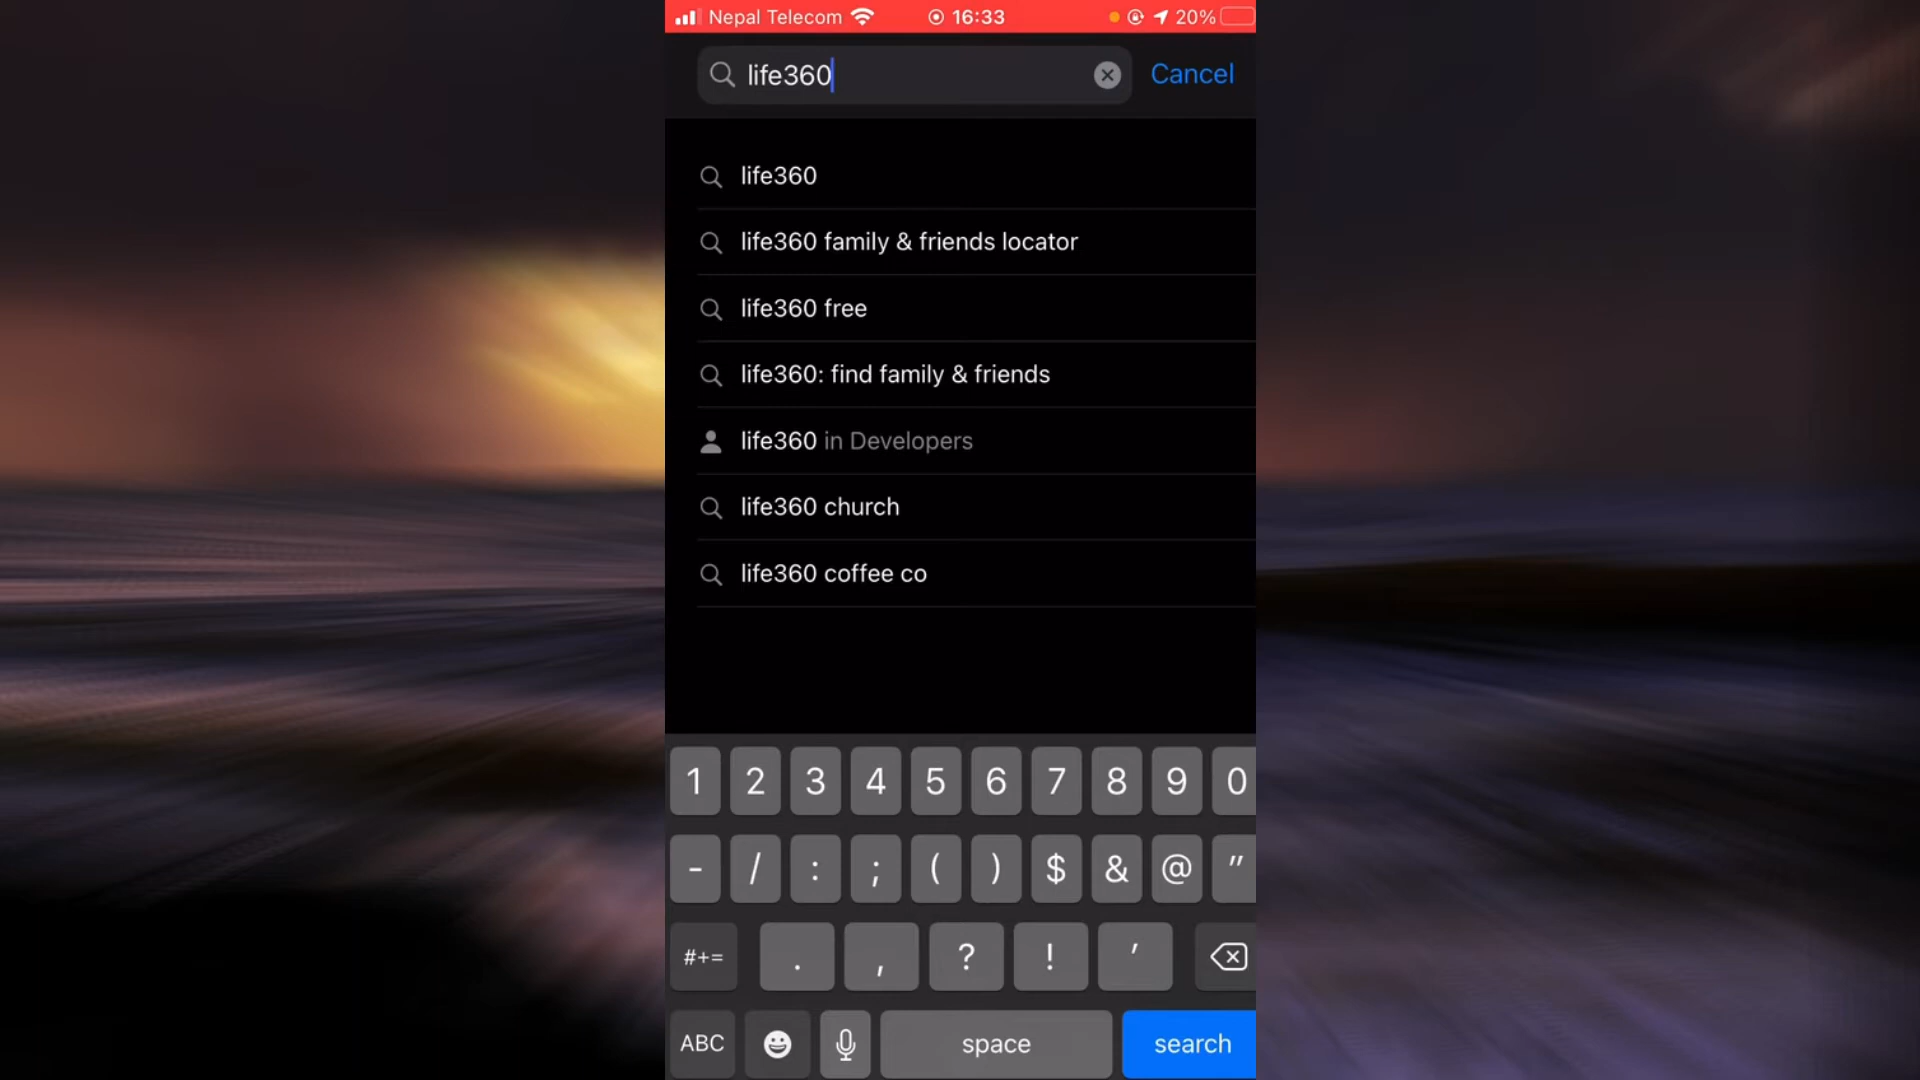 Nepal Telecom 16:33 20%
life360 Cancel
life360
life360 family & friends locator
life360 free
life360: find family & friends
life360 in Developers
life360 church
life360 coffee co
1 2 3 4 5 6 7 8 9 0
- / : ; ( ) $ & @ "
#+= . , ? ! '
ABC space search